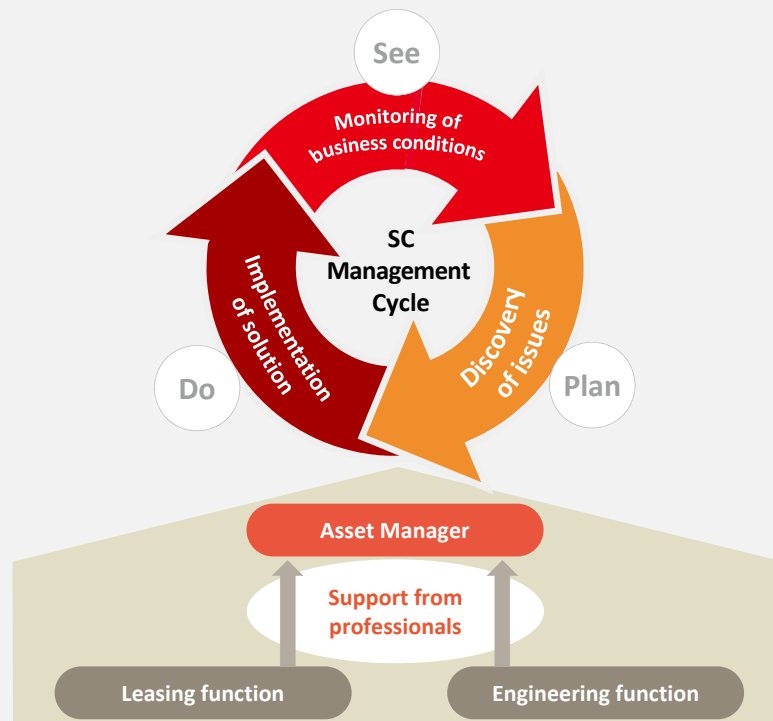 See
Monitoring of
business conditions
SC
Management
Cycle
Discovery
of issues
Plan
Implementation
of solution
Do
Asset Manager
Support from
professionals
Leasing function
Engineering function